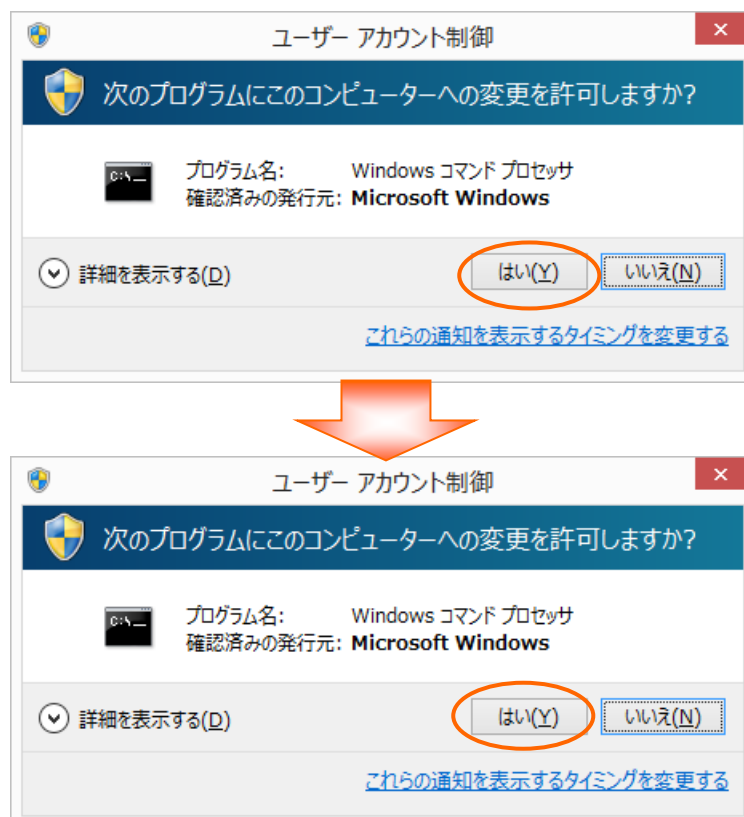 ユーザー アカウント制御
次のプログラムにこのコンピューターへの変更を許可しますか?
C:\_
プログラム名: Windows コマンド プロセッサ
確認済みの発行元: Microsoft Windows
詳細を表示する(D) はい(Y) いいえ(N)
これらの通知を表示するタイミングを変更する
ユーザー アカウント制御
次のプログラムにこのコンピューターへの変更を許可しますか?
C:\_
プログラム名: Windows コマンド プロセッサ
確認済みの発行元: Microsoft Windows
詳細を表示する(D) はい(Y) いいえ(N)
これらの通知を表示するタイミングを変更する